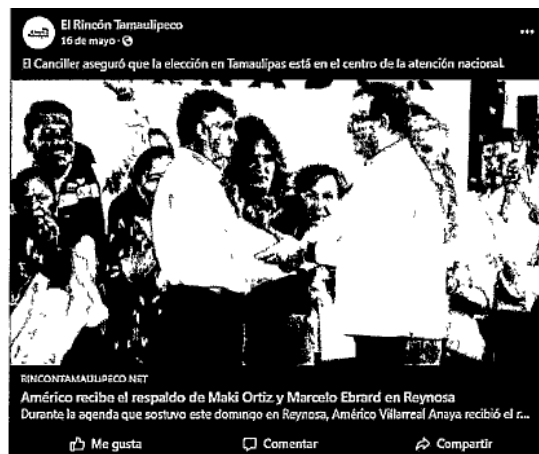 El Rincón Tamaulipeco
16 de mayo ·
El Canciller aseguró que la elección en Tamaulipas está en el centro de la atención nacional.
RINCONTAMAULIPECO.NET
Américo recibe el respaldo de Maki Ortiz y Marcelo Ebrard en Reynosa
Durante la agenda que sostuvo este domingo en Reynosa, Américo Villarreal Anaya recibió el r...
Me gusta
Comentar
Compartir